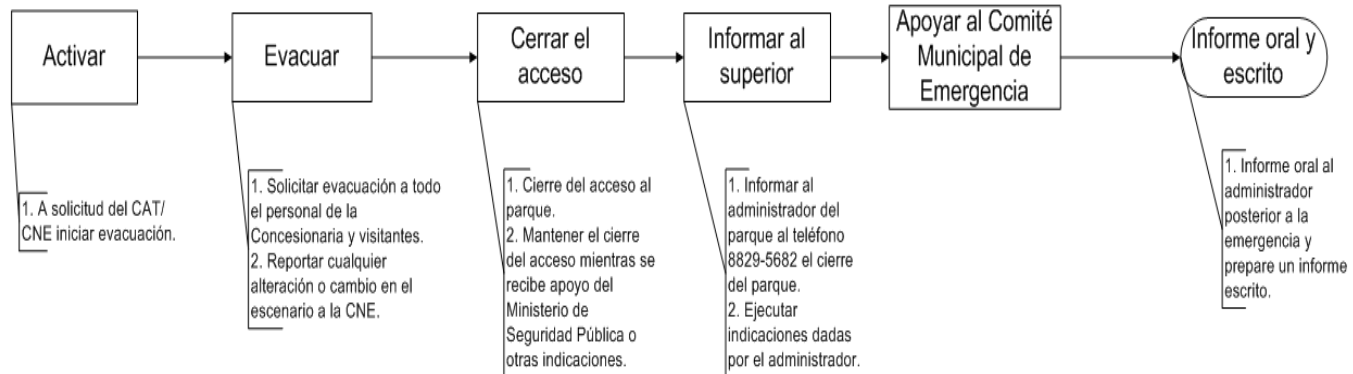 Activar
Evacuar
Cerrar el
acceso
Informar al
superior
Apoyar al Comité
Municipal de
Emergencia
Informe oral y
escrito
1. A solicitud del CAT/
CNE iniciar evacuación.
1. Solicitar evacuación a todo
el personal de la
Concesionaria y visitantes.
2. Reportar cualquier
alteración o cambio en el
escenario a la CNE.
1. Cierre del acceso al
parque.
2. Mantener el cierre
del acceso mientras se
recibe apoyo del
Ministerio de
Seguridad Pública o
otras indicaciones.
1. Informar al
administrador del
parque al teléfono
8829-5682 el cierre
del parque.
2. Ejecutar
indicaciones dadas
por el administrador.
1. Informe oral al
administrador
posterior a la
emergencia y
prepare un informe
escrito.